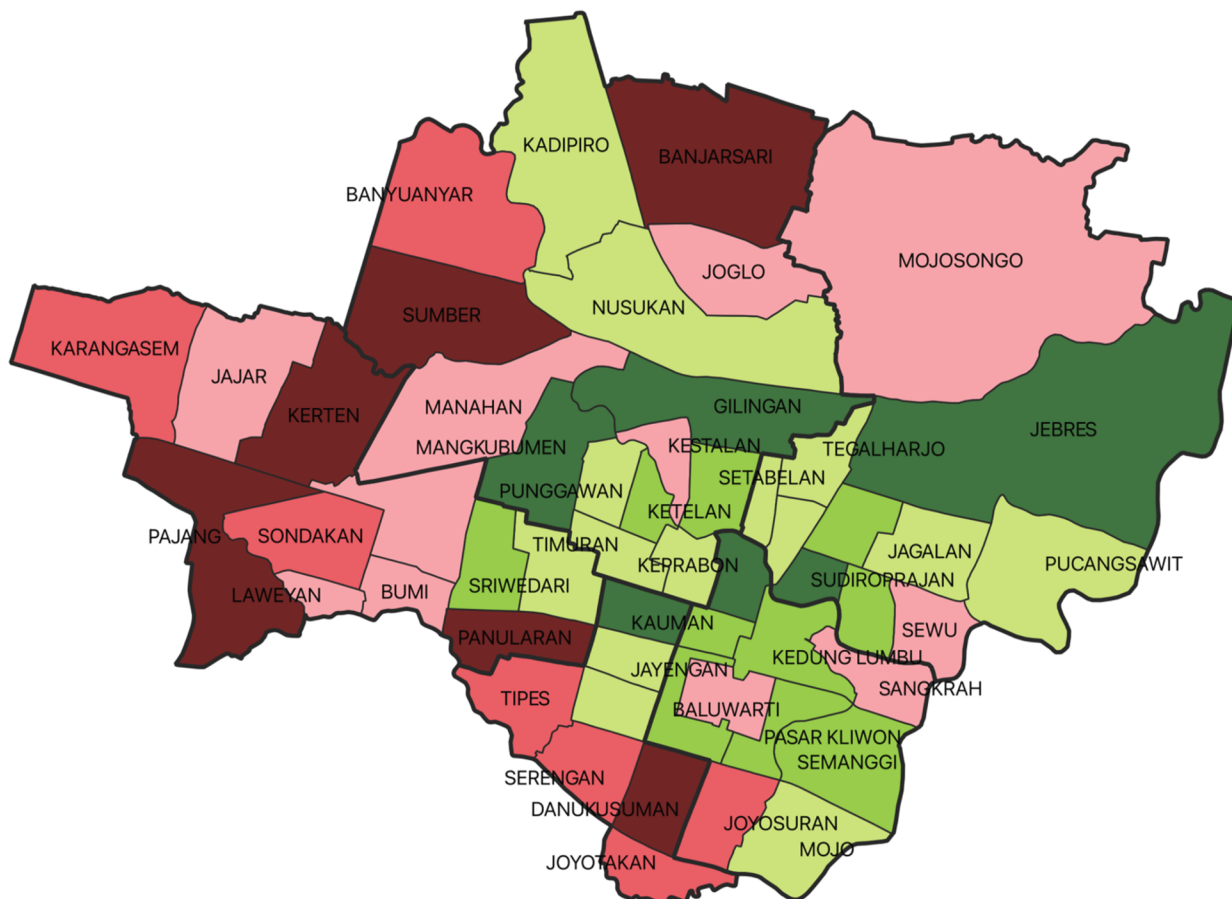 KADIPIRO
BANJARSARI
BANYUANYAR
MOJOSONGO
JOGLO
NUSUKAN
SUMBER
KARANGASEM
JAJAR
KERTEN
MANAHAN
GILINGAN
JEBRES
MANGKUBUMEN
KESTALAN
TEGALHARJO
SETABELAN
PUNGGAWAN
KETELAN
PAJANG
SONDAKAN
TIMURAN
JAGALAN
KEPRABON
PUCANGSAWIT
SUDIROPRAJAN
SRIWEDARI
LAWEYAN
BUMI
KAUMAN
SEWU
PANULARAN
KEDUNG LUMBU
JAYENGAN
SANGKRAH
TIPES
BALUWARTI
PASAR KLIWON
SEMANGGI
SERENGAN
DANUKUSUMAN
JOYOSURAN
MOJO
JOYOTAKAN